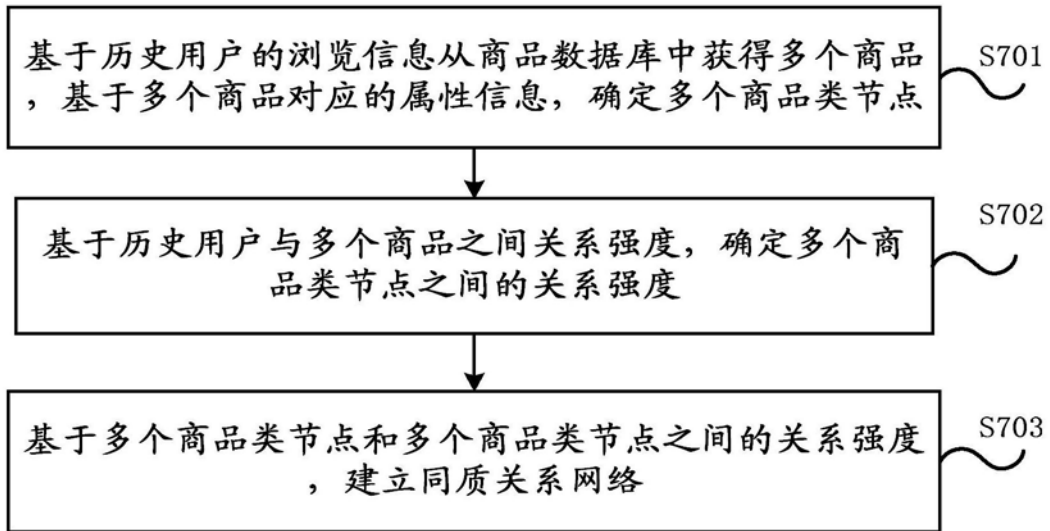 基于历史用户的浏览信息从商品数据库中获得多个商品
，基于多个商品对应的属性信息，确定多个商品类节点
S701
基于历史用户与多个商品之间关系强度，确定多个商
品类节点之间的关系强度
S702
基于多个商品类节点和多个商品类节点之间的关系强度
，建立同质关系网络
S703